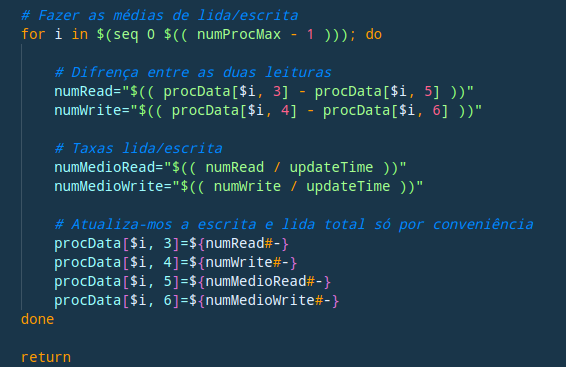 # Fazer as médias de lida/escrita
for i in $(seq 0 $(( numProcMax - 1 ))); do
# Difrença entre as duas leituras
numRead="$(( procData[$i, 3] - procData[$i, 5] ))"
numWrite="$(( procData[$i, 4] - procData[$i, 6] ))"
# Taxas lida/escrita
numMedioRead="$(( numRead / updateTime ))"
numMedioWrite="$(( numWrite / updateTime ))"
# Atualiza-mos a escrita e lida total só por conveniência
procData[$i, 3]=${numRead#-}
procData[$i, 4]=${numWrite#-}
procData[$i, 5]=${numMedioRead#-}
procData[$i, 6]=${numMedioWrite#-}
done
return